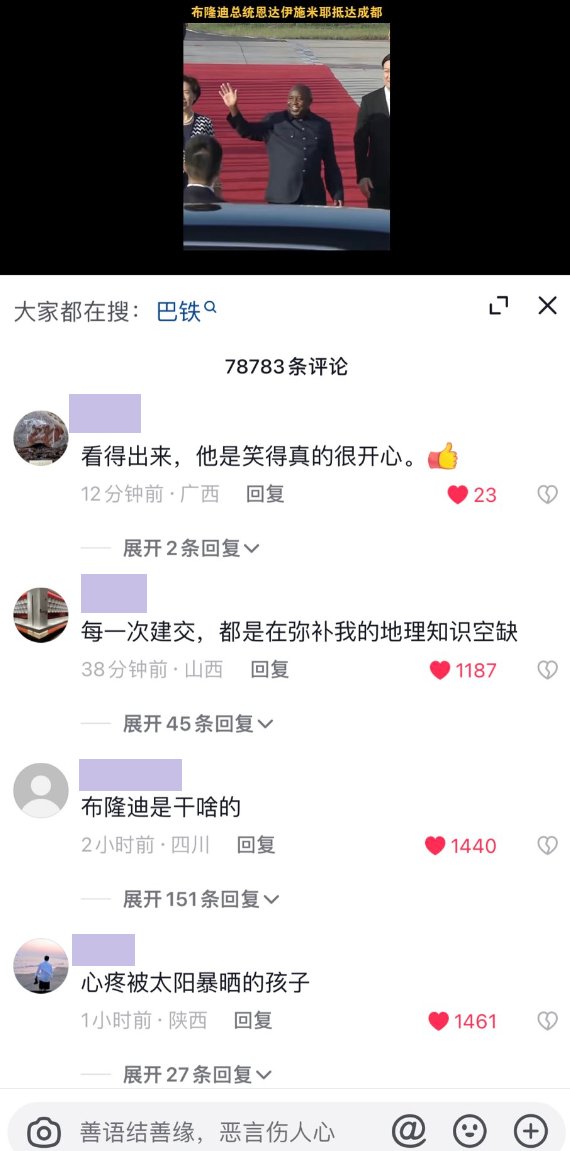 布隆迪总统恩达伊施米耶抵达成都
大家都在搜：巴铁
78783条评论
看得出来，他是笑得真的很开心。👍
12分钟前·广西 回复 23
展开2条回复
每一次建交，都是在弥补我的地理知识空缺
38分钟前·山西 回复 1187
展开45条回复
布隆迪是干啥的
2小时前·四川 回复 1440
展开151条回复
心疼被太阳暴晒的孩子
1小时前·陕西 回复 1461
展开27条回复
善语结善缘，恶言伤人心 @